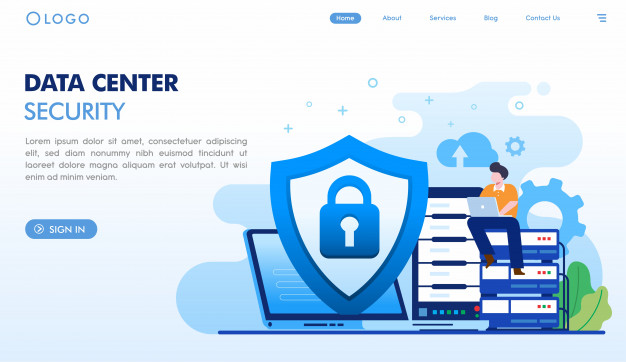 LOGO
Home
About
Services
Blog
Contact Us
DATA CENTER
SECURITY
Lorem ipsum dolor sit amet, consectetuer adipiscing
elit, sed diam nonummy nibh euismod tincidunt ut
laoreet dolore magna aliquam erat volutpat. Ut wisi
enim ad minim veniam.
SIGN IN